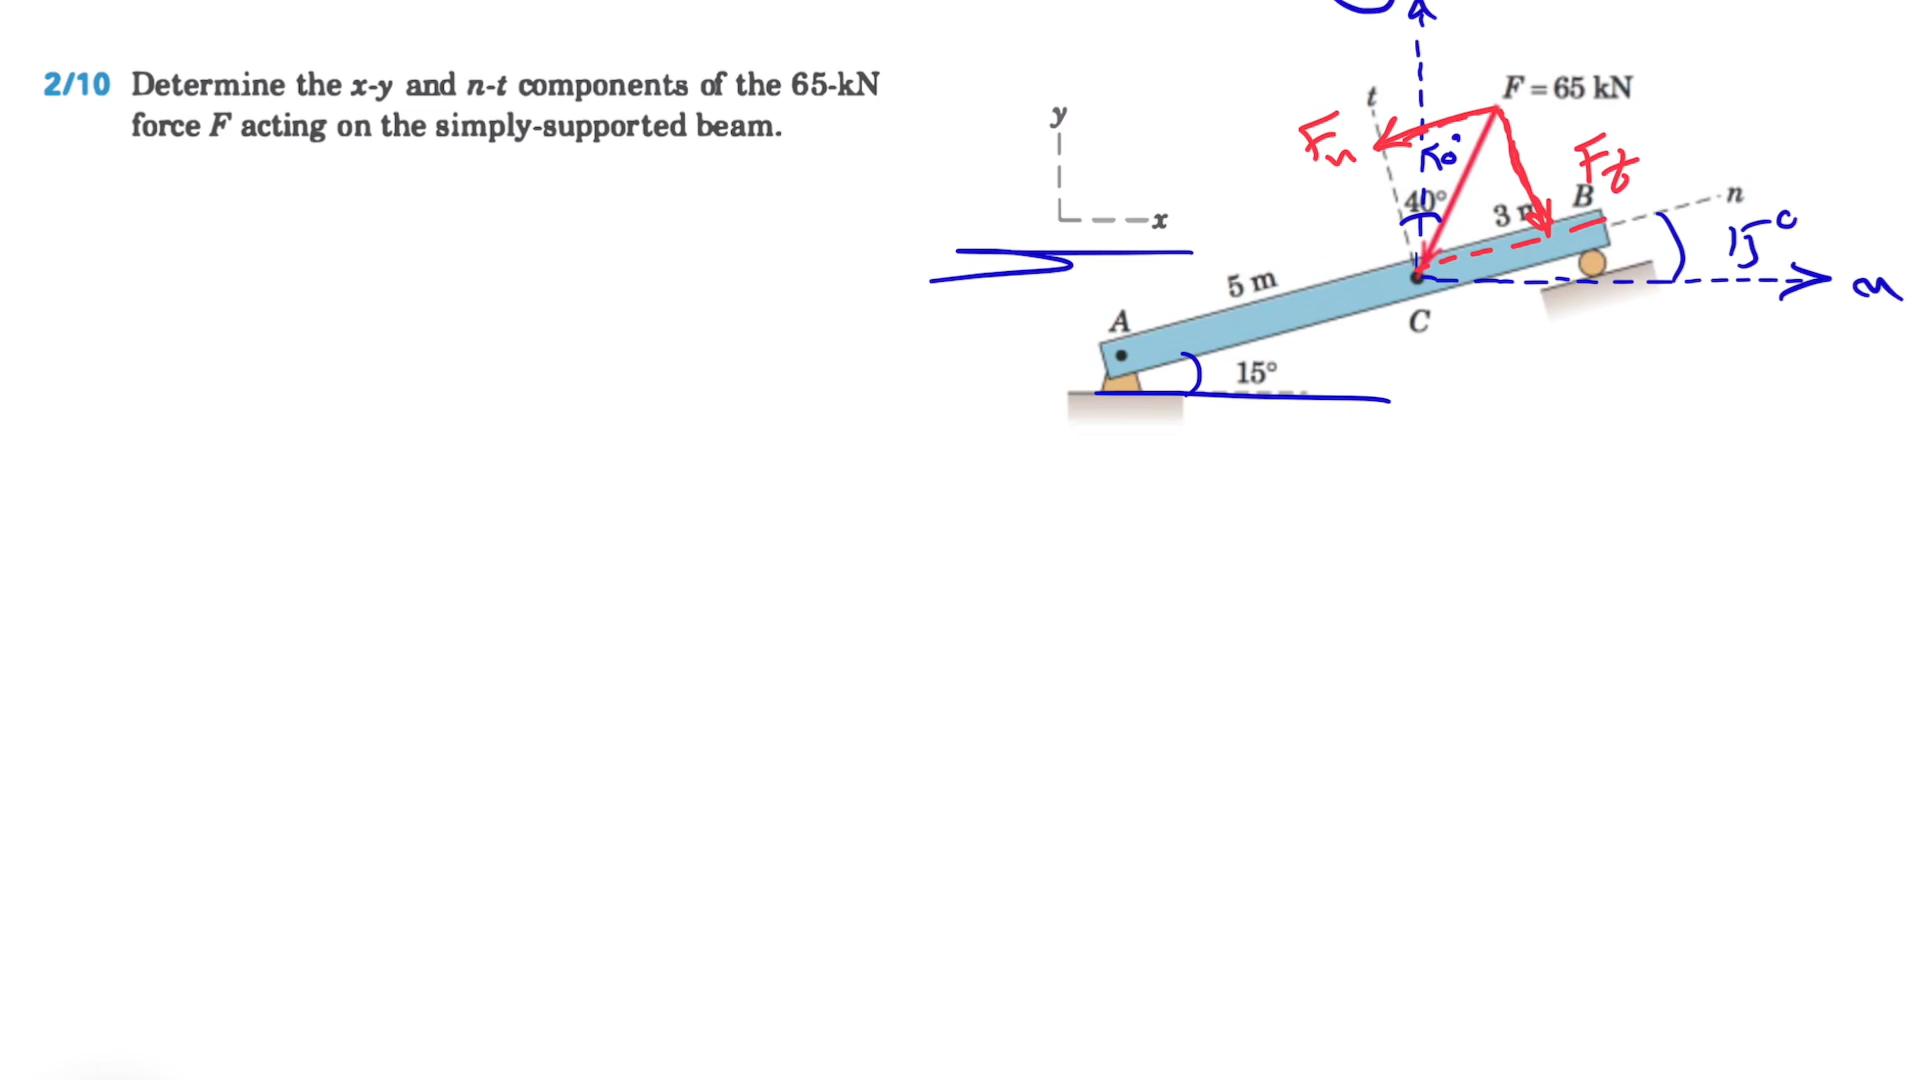 2/10 Determine the x-y and n-t components of the 65-kN
force F acting on the simply-supported beam.
y
x
t
F = 65 kN
Fn
40°
Ft
3
B
n
15°
5 m
A
C
15°